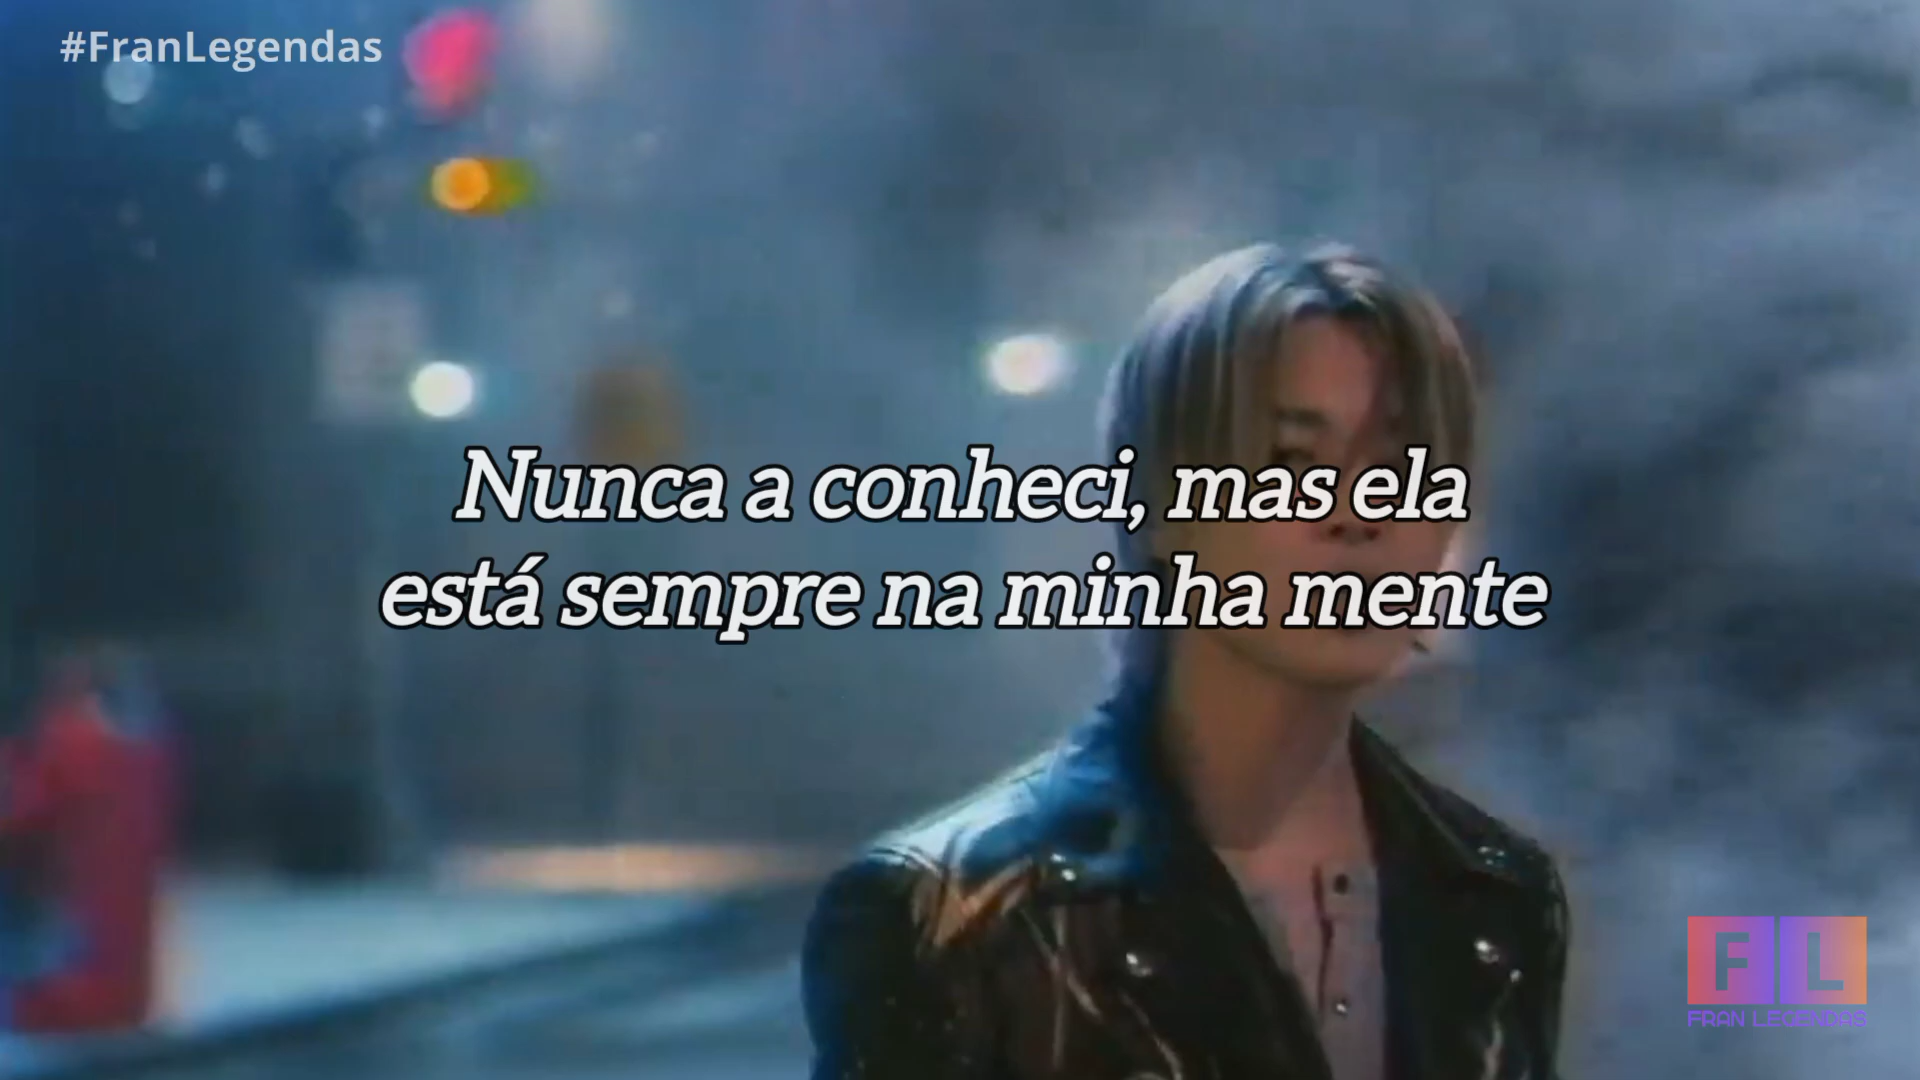 #FranLegendas
Nunca a conheci, mas ela
está sempre na minha mente
FL
FRAN LEGENDAS